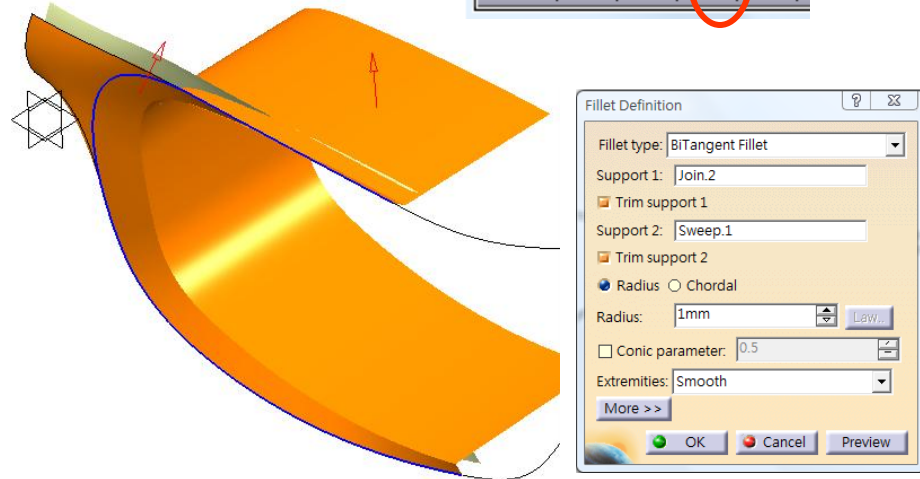 Fillet Definition
Fillet type: BiTangent Fillet
Support 1: Join.2
Trim support 1
Support 2: Sweep.1
Trim support 2
Radius Chordal
Radius: 1mm Law..
Conic parameter: 0.5
Extremities: Smooth
More >>
OK Cancel Preview